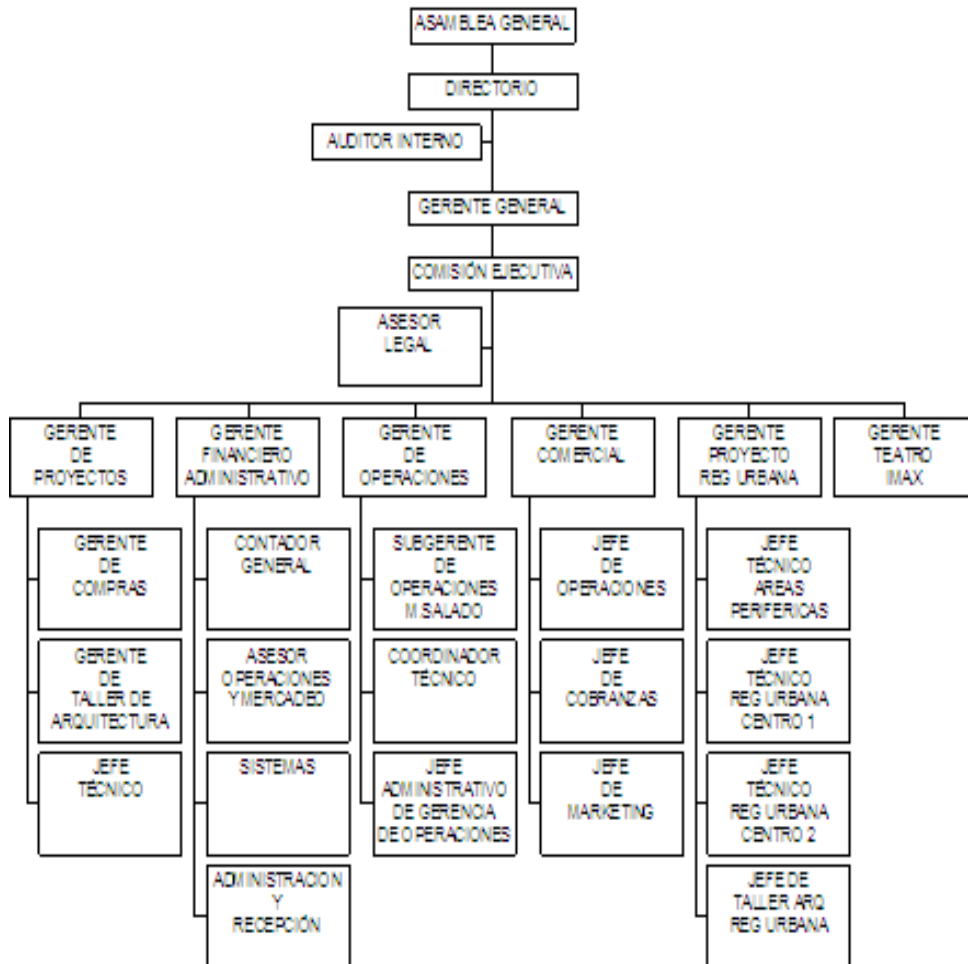 ASAMBLEA GENERAL
DIRECTORIO
AUDITOR INTERNO
GERENTE GENERAL
COMISIÓN EJECUTIVA
ASESOR
LEGAL
GERENTE
DE
PROYECTOS
GERENTE
FINANCIERO
ADMINISTRATIVO
GERENTE
DE
OPERACIONES
GERENTE
COMERCIAL
GERENTE
PROYECTO
REG URBANA
GERENTE
TEATRO
IMAX
GERENTE
DE
COMPRAS
CONTADOR
GENERAL
SUBGERENTE
DE
OPERACIONES
M.SALADO
JEFE
DE
OPERACIONES
JEFE
TÉCNICO
AREAS
PERIFERICAS
GERENTE
DE
TALLER DE
ARQUITECTURA
ASESOR
OPERACIONES
Y MERCADEO
COORDINADOR
TÉCNICO
JEFE
DE
COBRANZAS
JEFE
TÉCNICO
REG URBANA
CENTRO 1
JEFE
TÉCNICO
SISTEMAS
JEFE
ADMINISTRATIVO
DE GERENCIA
DE OPERACIONES
JEFE
DE
MARKETING
JEFE
TÉCNICO
REG URBANA
CENTRO 2
ADMINISTRACION
Y
RECEPCIÓN
JEFE DE
TALLER ARQ
REG URBANA